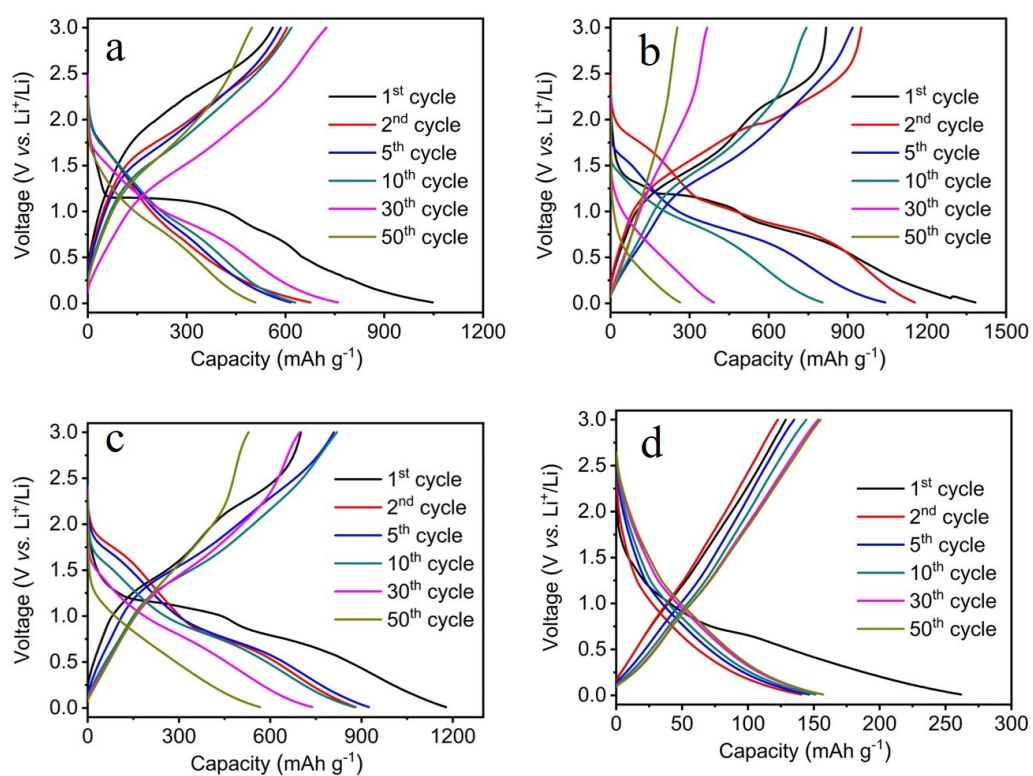 a
3.0
2.5
2.0
1.5
1.0
0.5
0.0
Voltage (V vs. Li⁺/Li)
1ˢᵗ cycle
2ⁿᵈ cycle
5ᵗʰ cycle
10ᵗʰ cycle
30ᵗʰ cycle
50ᵗʰ cycle
0 300 600 900 1200
Capacity (mAh g⁻¹)
b
3.0
2.5
2.0
1.5
1.0
0.5
0.0
Voltage (V vs. Li⁺/Li)
1ˢᵗ cycle
2ⁿᵈ cycle
5ᵗʰ cycle
10ᵗʰ cycle
30ᵗʰ cycle
50ᵗʰ cycle
0 300 600 900 1200 1500
Capacity (mAh g⁻¹)
c
3.0
2.5
2.0
1.5
1.0
0.5
0.0
Voltage (V vs. Li⁺/Li)
1ˢᵗ cycle
2ⁿᵈ cycle
5ᵗʰ cycle
10ᵗʰ cycle
30ᵗʰ cycle
50ᵗʰ cycle
0 300 600 900 1200
Capacity (mAh g⁻¹)
d
3.0
2.5
2.0
1.5
1.0
0.5
0.0
Voltage (V vs. Li⁺/Li)
1ˢᵗ cycle
2ⁿᵈ cycle
5ᵗʰ cycle
10ᵗʰ cycle
30ᵗʰ cycle
50ᵗʰ cycle
0 50 100 150 200 250 300
Capacity (mAh g⁻¹)